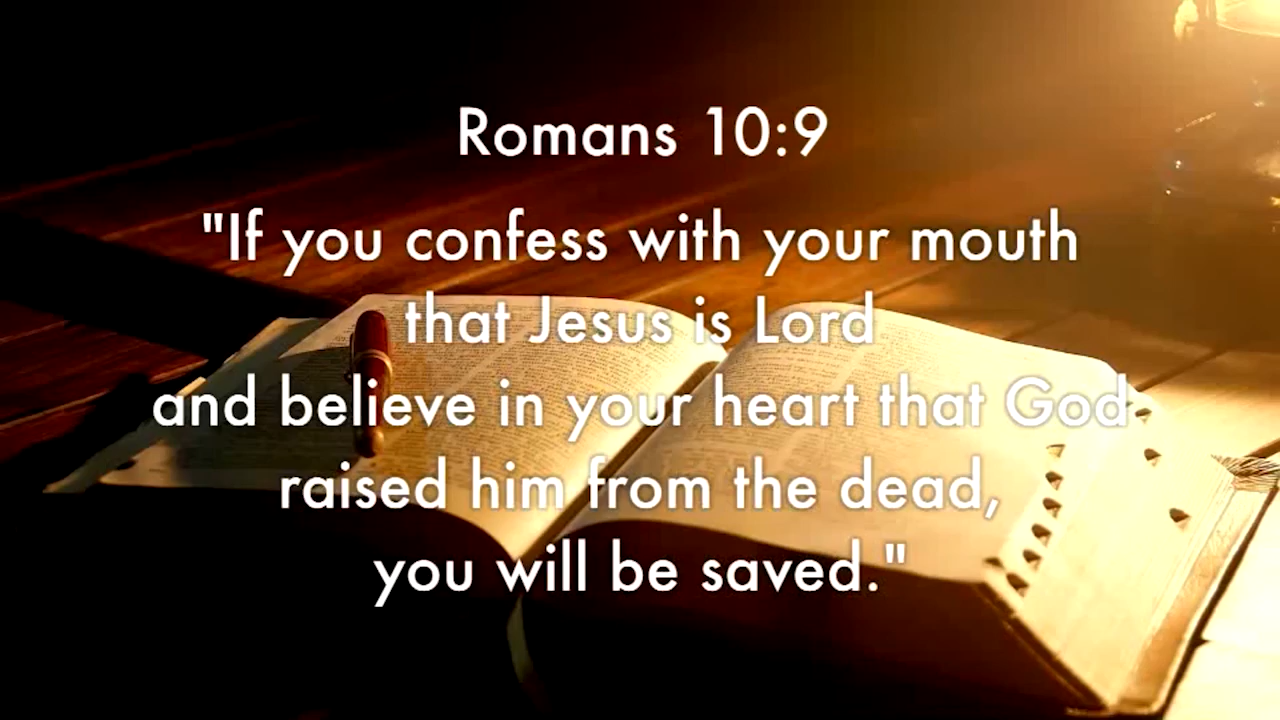 Romans 10:9
"If you confess with your mouth
that Jesus is Lord
and believe in your heart that God
raised him from the dead,
you will be saved."